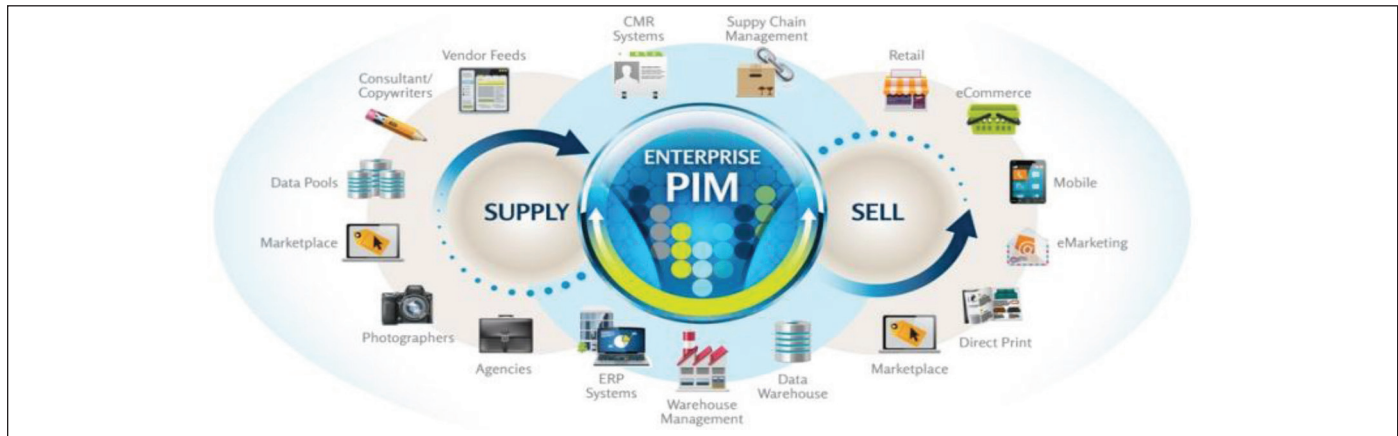 CMR
Systems
Suppy Chain
Management
Vendor Feeds
Retail
Consultant/
Copywriters
eCommerce
ENTERPRISE
PIM
Data Pools
Mobile
SUPPLY
SELL
Marketplace
eMarketing
Photographers
Direct Print
Agencies
ERP
Systems
Warehouse
Management
Data
Warehouse
Marketplace